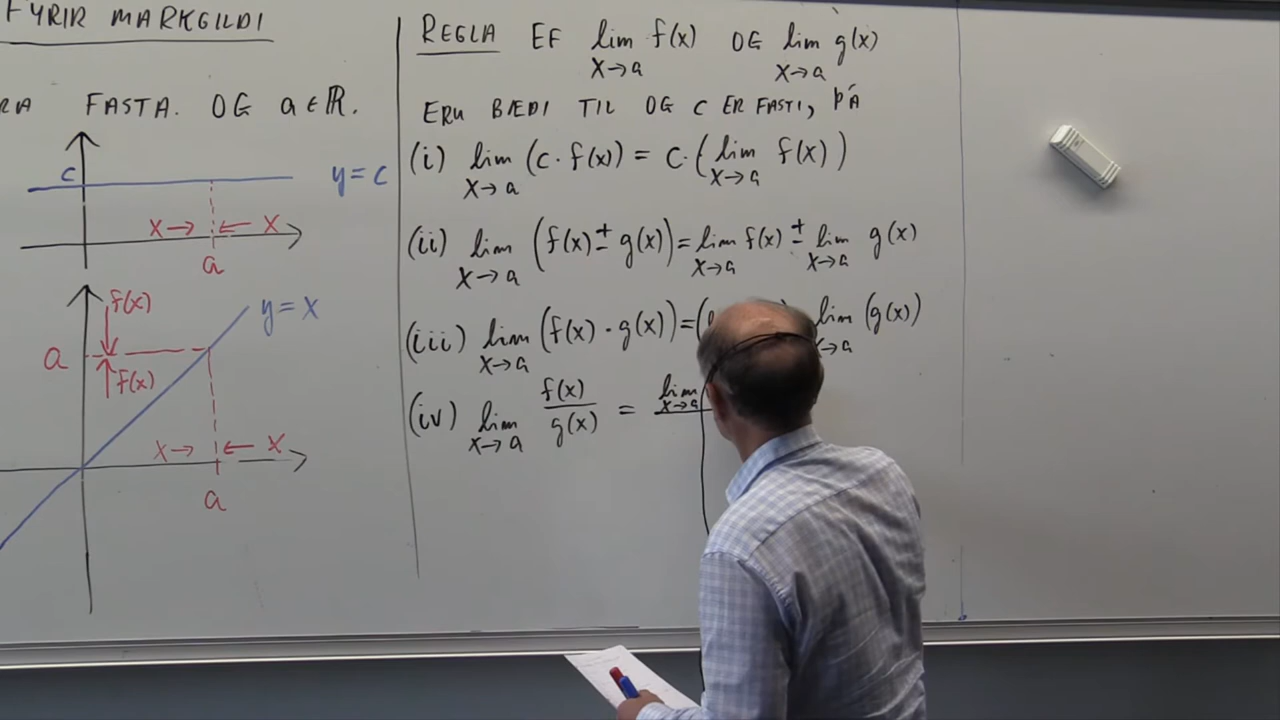 FYRIR MARKGILDI
FASTA. OG a ∈ ℝ.
c
y = c
x → ← x
a
f(x)
y = x
a
f(x)
x → ← x
a
REGLA EF lim f(x) OG lim g(x)
x→a x→a
ERU BÆÐI TIL OG C ER FASTI, ÞÁ
(i) lim (c · f(x)) = c · (lim f(x))
x→a x→a
(ii) lim (f(x) ± g(x)) = lim f(x) ± lim g(x)
x→a x→a x→a
(iii) lim (f(x) · g(x)) = ( lim (g(x))
x→a x→a
(iv) lim f(x)/g(x) = lim
x→a x→a